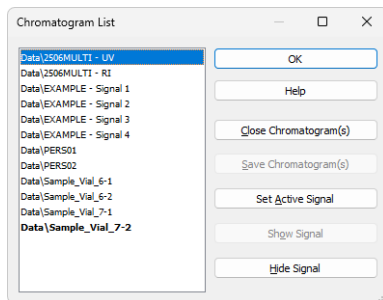 Chromatogram List
Data\2506MULTI - UV
Data\2506MULTI - RI
Data\EXAMPLE - Signal 1
Data\EXAMPLE - Signal 2
Data\EXAMPLE - Signal 3
Data\EXAMPLE - Signal 4
Data\PERS01
Data\PERS02
Data\Sample_Vial_6-1
Data\Sample_Vial_6-2
Data\Sample_Vial_7-1
Data\Sample_Vial_7-2
OK
Help
Close Chromatogram(s)
Save Chromatogram(s)
Set Active Signal
Show Signal
Hide Signal